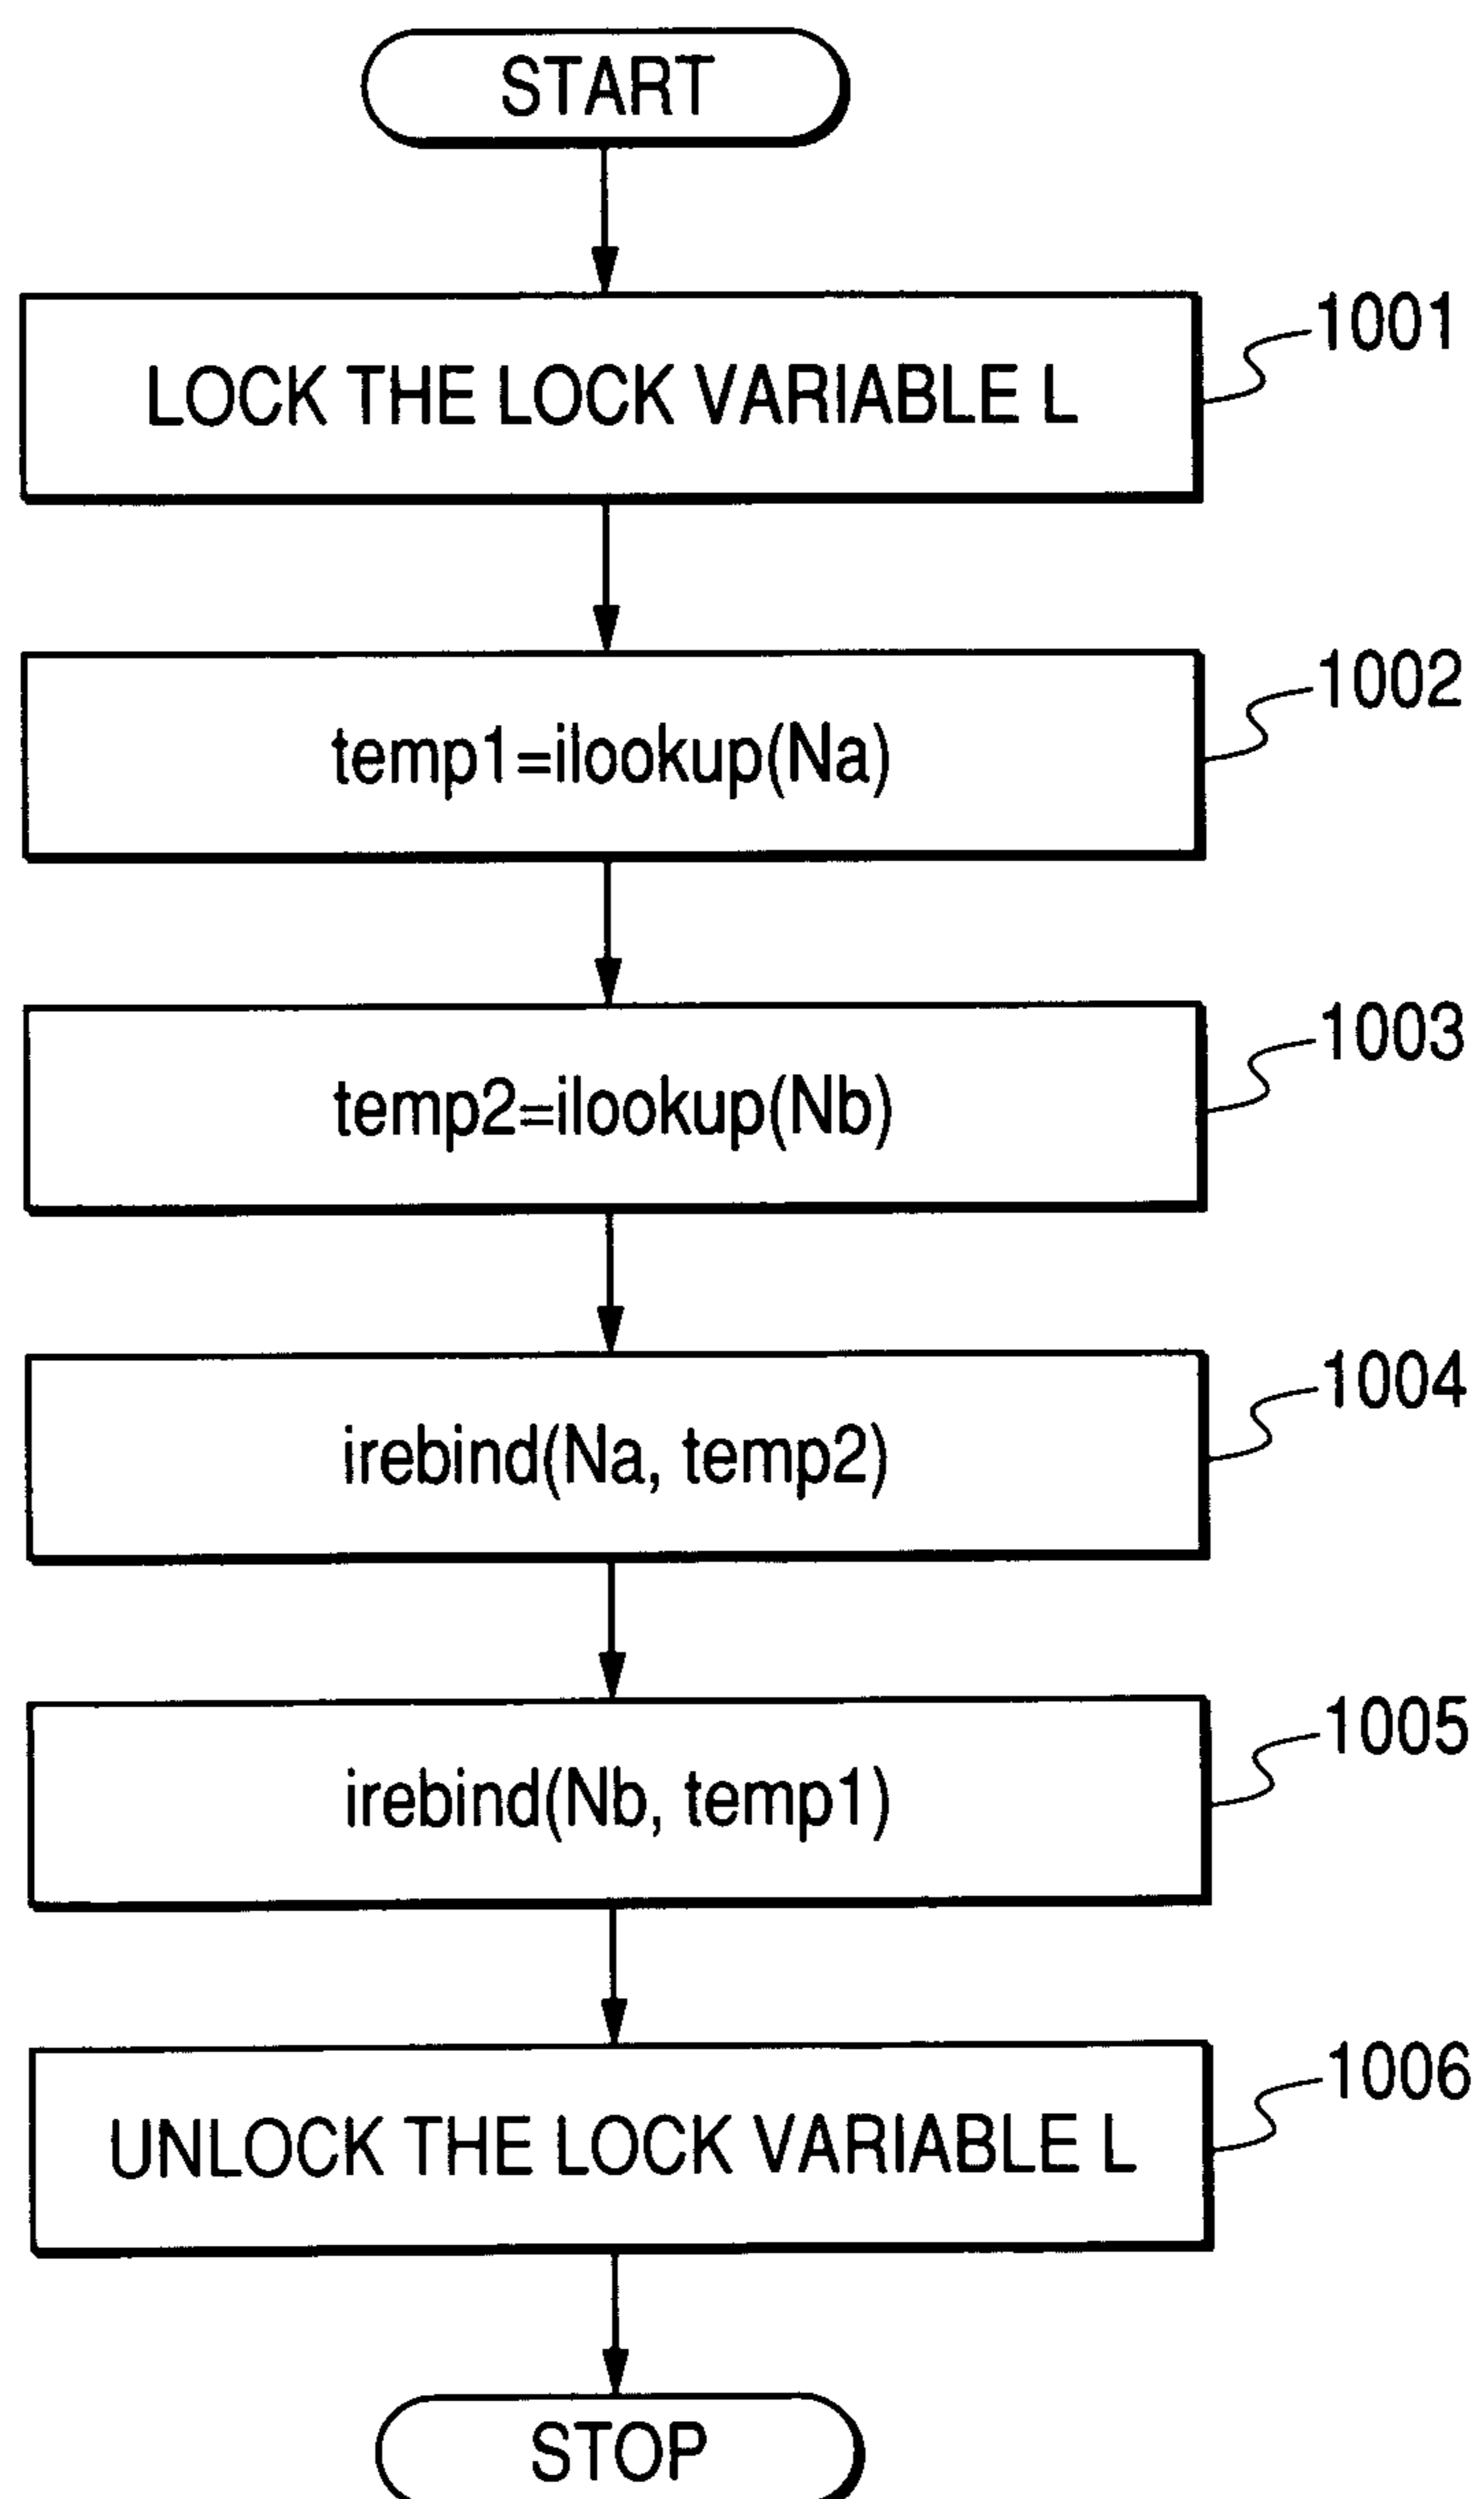 START
1001
LOCK THE LOCK VARIABLE L
1002
temp1=ilookup(Na)
1003
temp2=ilookup(Nb)
1004
irebind(Na, temp2)
1005
irebind(Nb, temp1)
1006
UNLOCK THE LOCK VARIABLE L
STOP